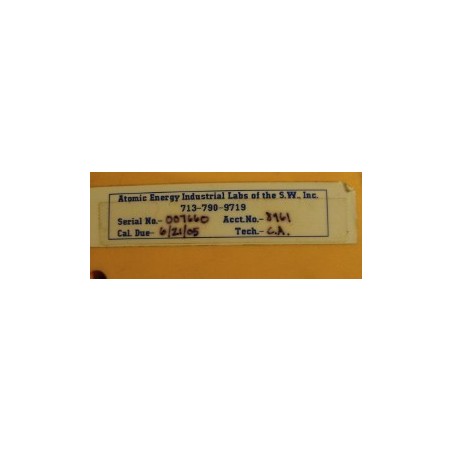 Atomic Energy Industrial Labs of the S.W., Inc.
713-790-9719
Serial No.- 007660 Acct.No.- 8961
Cal. Due- 6/21/05 Tech.- C.A.